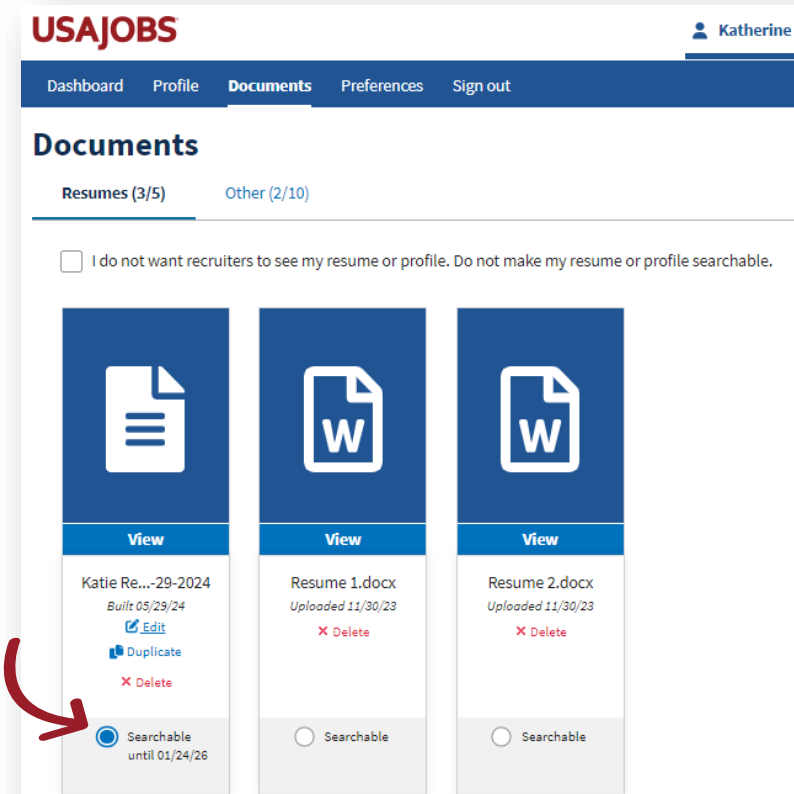 USAJOBS
Katherine
Dashboard Profile Documents Preferences Sign out
Documents
Resumes (3/5) Other (2/10)
I do not want recruiters to see my resume or profile. Do not make my resume or profile searchable.
W W
View View View
Katie Re...-29-2024 Resume 1.docx Resume 2.docx
Built 05/29/24 Uploaded 11/30/23 Uploaded 11/30/23
Edit × Delete × Delete
Duplicate
× Delete
Searchable Searchable Searchable
until 01/24/26